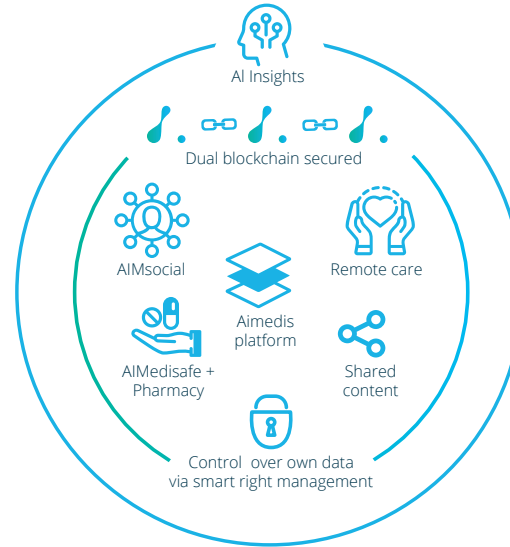 AI Insights
Dual blockchain secured
AIMsocial
Remote care
Aimedis
platform
AIMedisafe +
Pharmacy
Shared
content
Control over own data
via smart right management